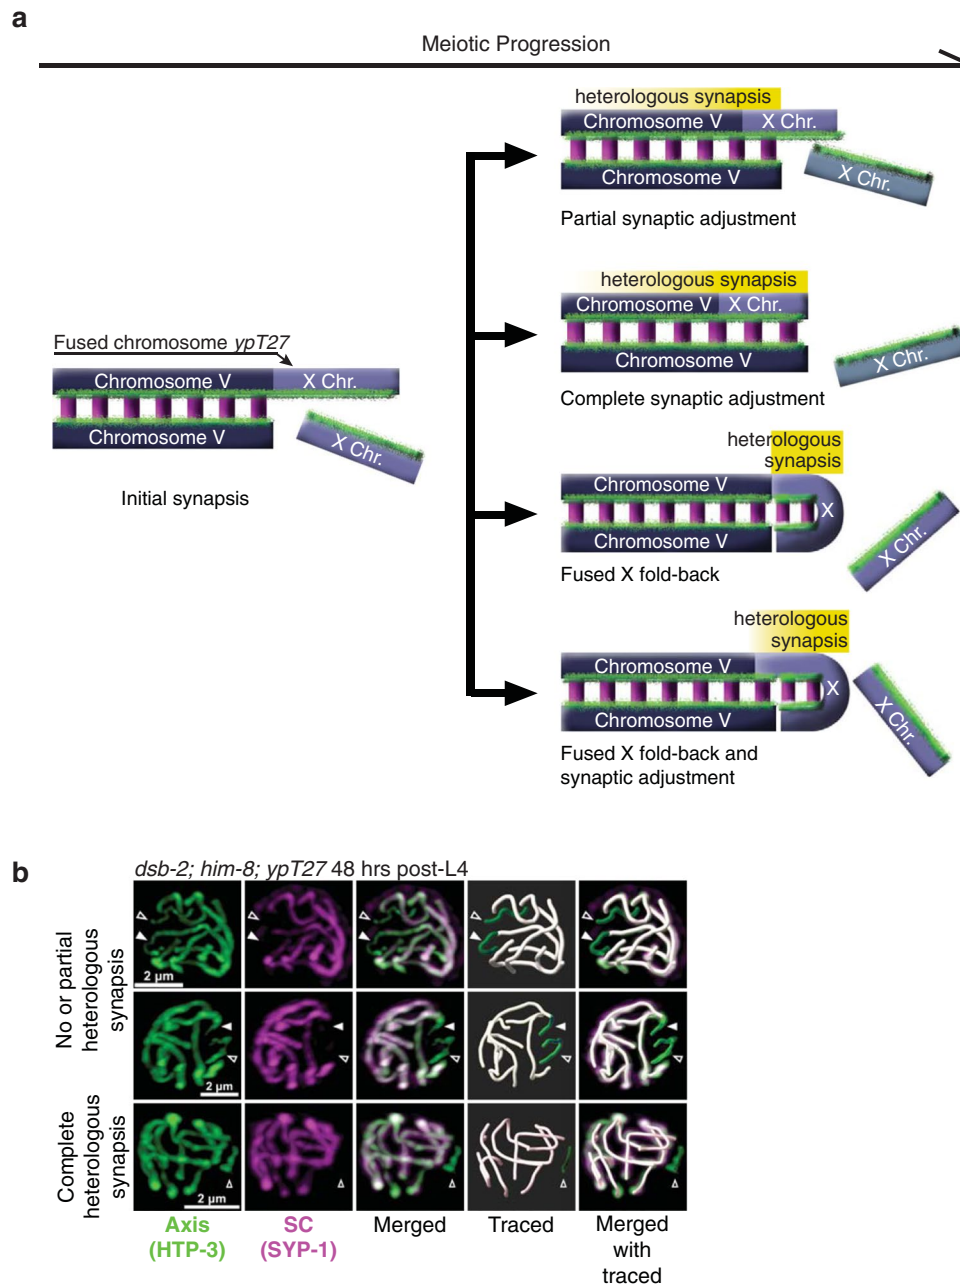 a
Meiotic Progression
heterologous synapsis
Chromosome V X Chr.
Chromosome V
X Chr.
Partial synaptic adjustment
heterologous synapsis
Chromosome V X Chr.
Chromosome V
X Chr.
Complete synaptic adjustment
Fused chromosome ypT27
Chromosome V X Chr.
Chromosome V
X Chr.
Initial synapsis
heterologous
synapsis
Chromosome V
X
Chromosome V
X Chr.
Fused X fold-back
heterologous
synapsis
Chromosome V
X
Chromosome V
X Chr.
Fused X fold-back and
synaptic adjustment
b
dsb-2; him-8; ypT27 48 hrs post-L4
No or partial
heterologous
synapsis
2 µm
2 µm
Complete
heterologous
synapsis
2 µm
Axis
(HTP-3)
SC
(SYP-1)
Merged
Traced
Merged
with
traced